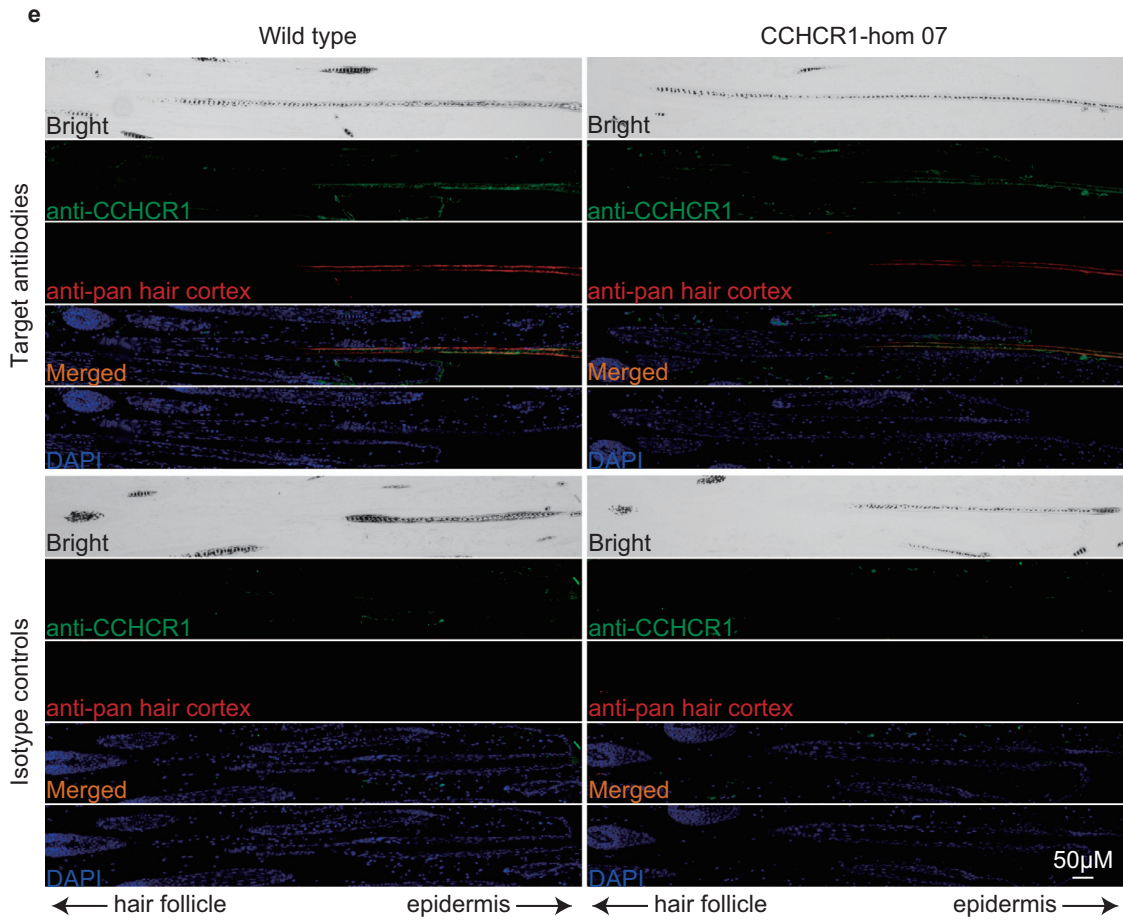 e
Wild type
CCHCR1-hom 07
Target antibodies
Bright
Bright
anti-CCHCR1
anti-CCHCR1
anti-pan hair cortex
anti-pan hair cortex
Merged
Merged
DAPI
DAPI
Isotype controls
Bright
Bright
anti-CCHCR1
anti-CCHCR1
anti-pan hair cortex
anti-pan hair cortex
Merged
Merged
DAPI
DAPI
50µM
hair follicle
epidermis
hair follicle
epidermis